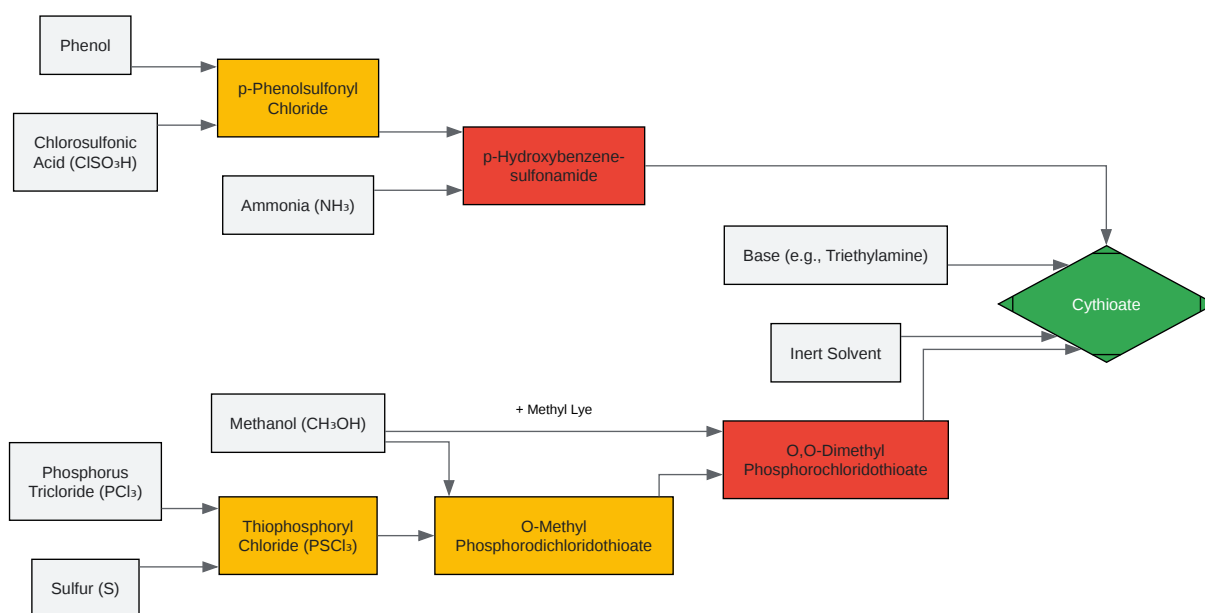 Phenol
p-Phenolsulfonyl
Chloride
Chlorosulfonic
Acid (ClSO₃H)
p-Hydroxybenzene-
sulfonamide
Ammonia (NH₃)
Base (e.g., Triethylamine)
Cythioate
Inert Solvent
Methanol (CH₃OH)
+ Methyl Lye
O,O-Dimethyl
Phosphorochloridothioate
Phosphorus
Tricloride (PCl₃)
Thiophosphoryl
Chloride (PSCl₃)
O-Methyl
Phosphorodichloridothioate
Sulfur (S)